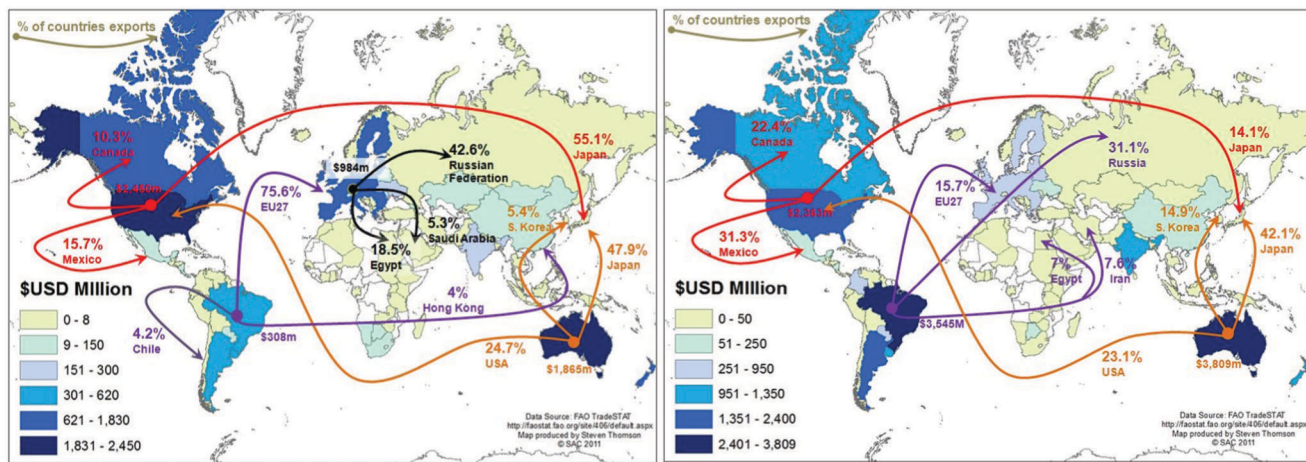 % of countries exports
10.3%
Canada
$2,450m
15.7%
Mexico
75.6%
EU27
$984m
42.6%
Russian
Federation
55.1%
Japan
5.3%
Saudi Arabia
18.5%
Egypt
5.4%
S. Korea
47.9%
Japan
4%
Hong Kong
4.2%
Chile
$308m
24.7%
USA
$1,865m
$USD MIllion
0 - 8
9 - 150
151 - 300
301 - 620
621 - 1,830
1,831 - 2,450
Data Source: FAO TradeSTAT
http://faostat.fao.org/site/406/default.aspx
Map produced by Steven Thomson
© SAC 2011
% of countries exports
22.4%
Canada
31.3%
Mexico
15.7%
EU27
31.1%
Russia
14.1%
Japan
14.9%
S. Korea
42.1%
Japan
7%
Egypt
7.6%
Iran
$3,545M
23.1%
USA
$3,809m
$USD MIllion
0 - 50
51 - 250
251 - 950
951 - 1,350
1,351 - 2,400
2,401 - 3,809
Data Source: FAO TradeSTAT
http://faostat.fao.org/site/406/default.aspx
Map produced by Steven Thomson
© SAC 2011